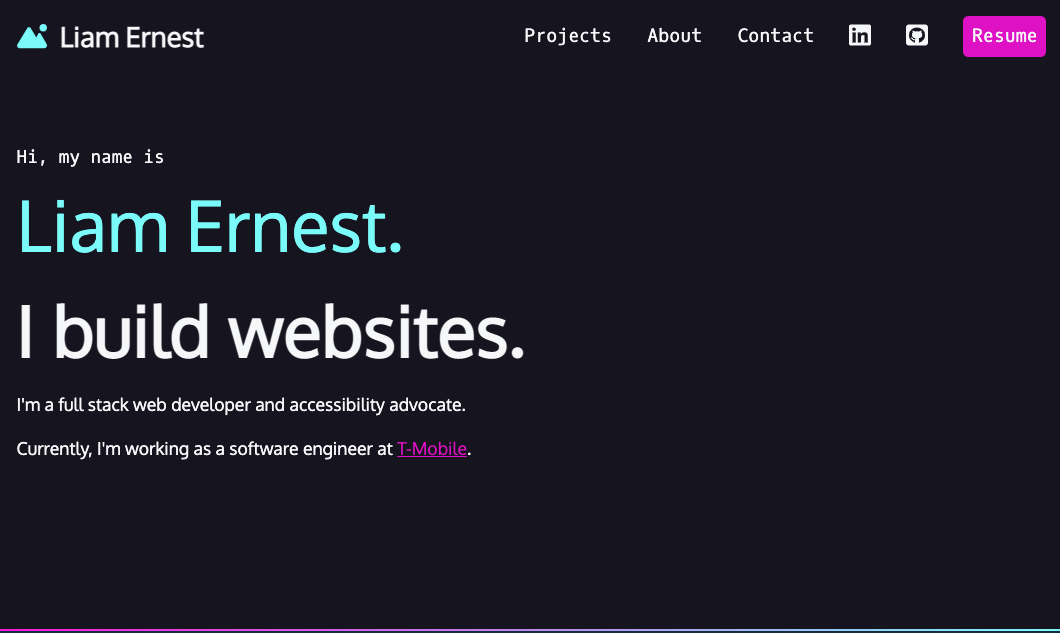 Liam Ernest
Projects About Contact Resume
Hi, my name is
Liam Ernest.
I build websites.
I'm a full stack web developer and accessibility advocate.
Currently, I'm working as a software engineer at T-Mobile.